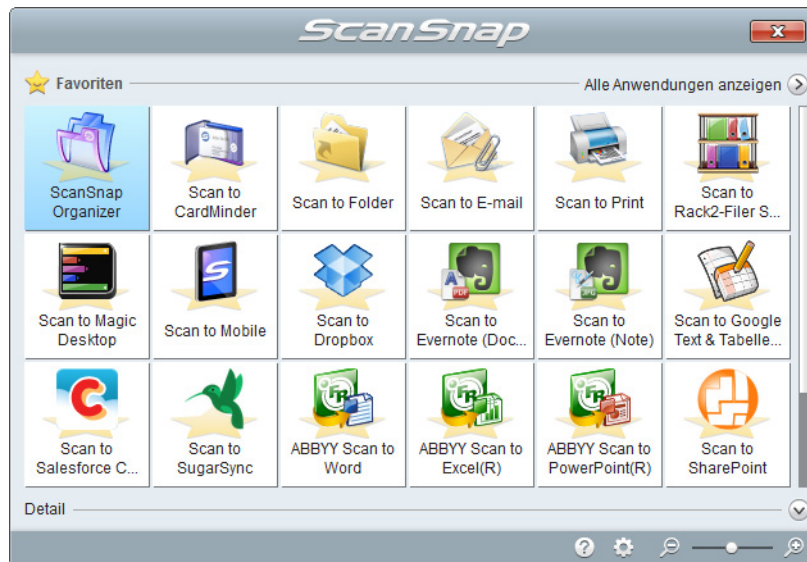 ScanSnap
Favoriten
Alle Anwendungen anzeigen
ScanSnap
Organizer
Scan to
CardMinder
Scan to Folder
Scan to E-mail
Scan to Print
Scan to
Rack2-Filer S...
Scan to Magic
Desktop
Scan to Mobile
Scan to
Dropbox
Scan to
Evernote (Doc...
Scan to
Evernote (Note)
Scan to Google
Text & Tabelle...
Scan to
Salesforce C...
Scan to
SugarSync
ABBYY Scan to
Word
ABBYY Scan to
Excel(R)
ABBYY Scan to
PowerPoint(R)
Scan to
SharePoint
Detail